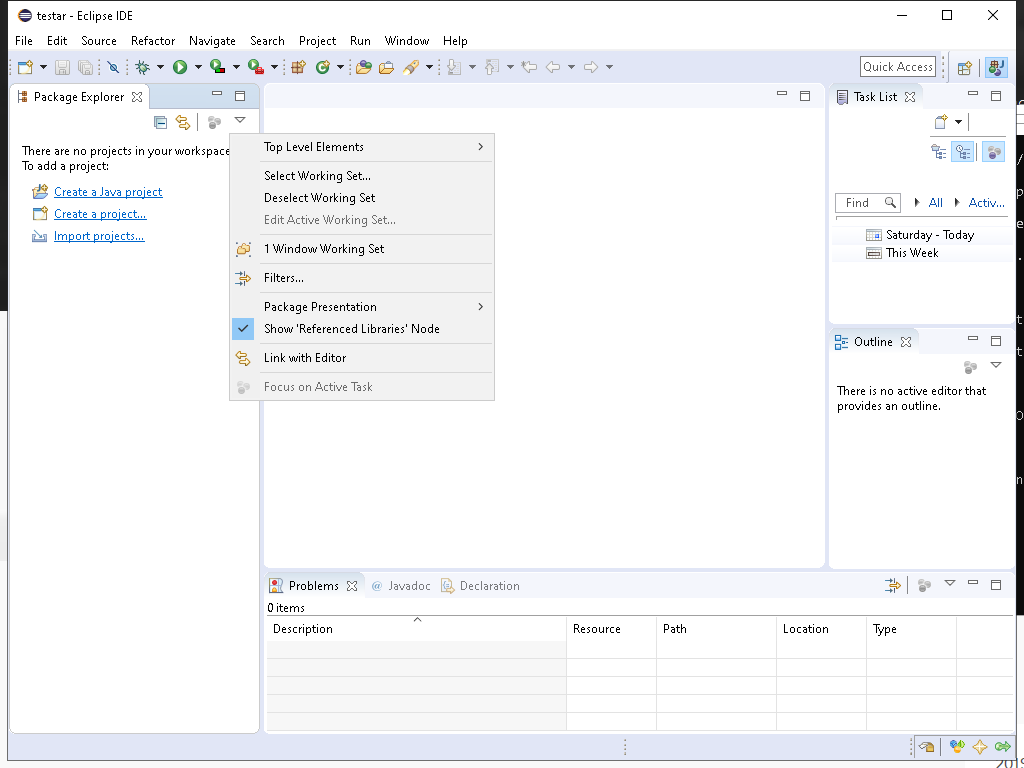 testar - Eclipse IDE
File Edit Source Refactor Navigate Search Project Run Window Help
Quick Access
Package Explorer
There are no projects in your workspace
To add a project:
Create a Java project
Create a project...
Import projects...
Top Level Elements
Select Working Set...
Deselect Working Set
Edit Active Working Set...
1 Window Working Set
Filters...
Package Presentation
Show 'Referenced Libraries' Node
Link with Editor
Focus on Active Task
Task List
Find All Activ...
Saturday - Today
This Week
Outline
There is no active editor that
provides an outline.
Problems @ Javadoc Declaration
0 items
Description Resource Path Location Type